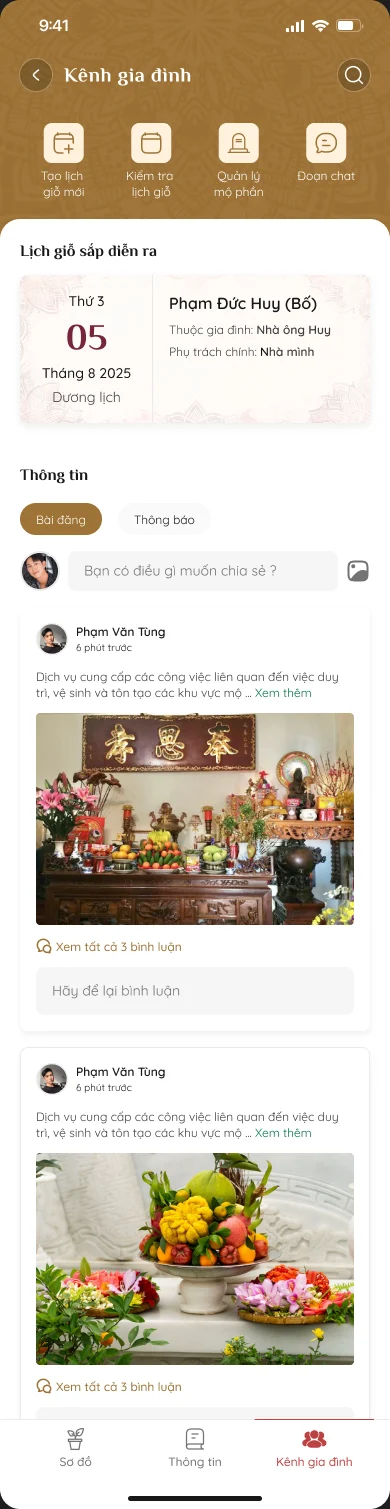 9:41
Kênh gia đình
Tạo lịch
giỗ mới
Kiểm tra
lịch giỗ
Quản lý
mộ phần
Đoạn chat
Lịch giỗ sắp diễn ra
Thứ 3
05
Tháng 8 2025
Dương lịch
Phạm Đức Huy (Bố)
Thuộc gia đình: Nhà ông Huy
Phụ trách chính: Nhà mình
Thông tin
Bài đăng
Thông báo
Bạn có điều gì muốn chia sẻ ?
Phạm Văn Tùng
6 phút trước
Dịch vụ cung cấp các công việc liên quan đến việc duy
trì, vệ sinh và tôn tạo các khu vực mộ ... Xem thêm
孝思奉
Xem tất cả 3 bình luận
Hãy để lại bình luận
Phạm Văn Tùng
6 phút trước
Dịch vụ cung cấp các công việc liên quan đến việc duy
trì, vệ sinh và tôn tạo các khu vực mộ ... Xem thêm
Xem tất cả 3 bình luận
Sơ đồ
Thông tin
Kênh gia đình